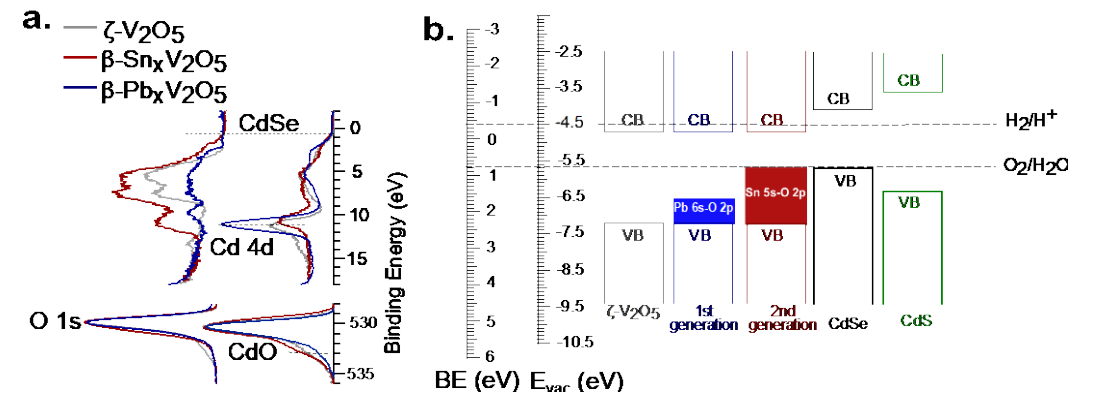 a.
ζ-V2O5
β-SnxV2O5
β-PbxV2O5
CdSe
Cd 4d
O 1s
CdO
0
5
10
15
530
535
Binding Energy (eV)
b.
-3
-2
-1
0
1
2
3
4
5
6
BE (eV)
-2.5
-3.5
-4.5
-5.5
-6.5
-7.5
-8.5
-9.5
-10.5
Evac (eV)
CB
CB
CB
CB
CB
H2/H+
O2/H2O
Pb 6s-O 2p
Sn 5s-O 2p
VB
VB
VB
VB
VB
ζ-V2O5
1st
generation
2nd
generation
CdSe
CdS